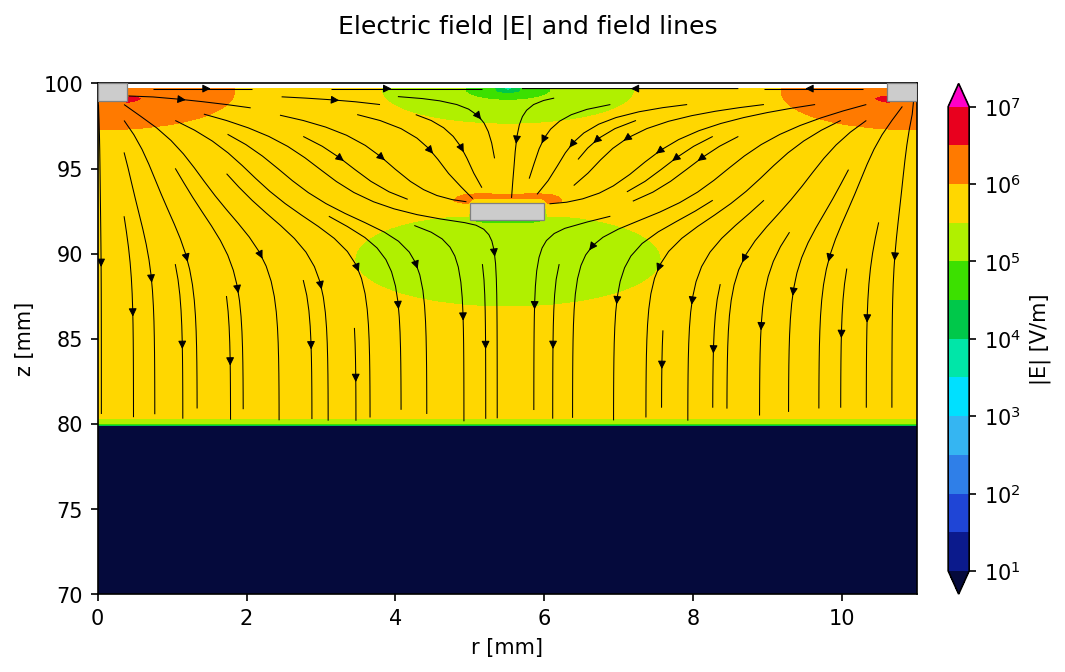 Electric field |E| and field lines
100
95
90
85
80
75
70
z [mm]
0 2 4 6 8 10
r [mm]
10⁷
10⁶
10⁵
10⁴
10³
10²
10¹
|E| [V/m]